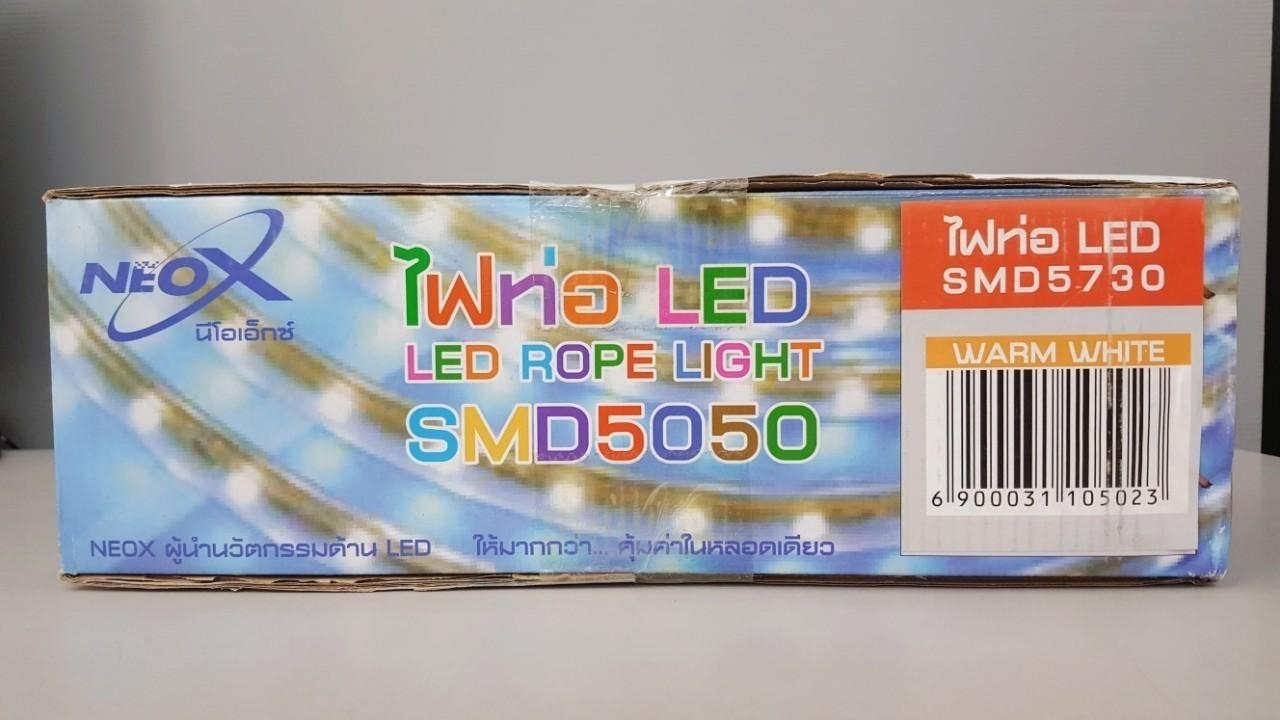 NEOX
นีโอเอ็กซ์
ไฟท่อ LED
LED ROPE LIGHT
SMD5050
NEOX ผู้นำนวัตกรรมด้าน LED
ให้มากกว่า... คุ้มค่าในหลอดเดียว
ไฟท่อ LED
SMD5730
WARM WHITE
6 900031 105023